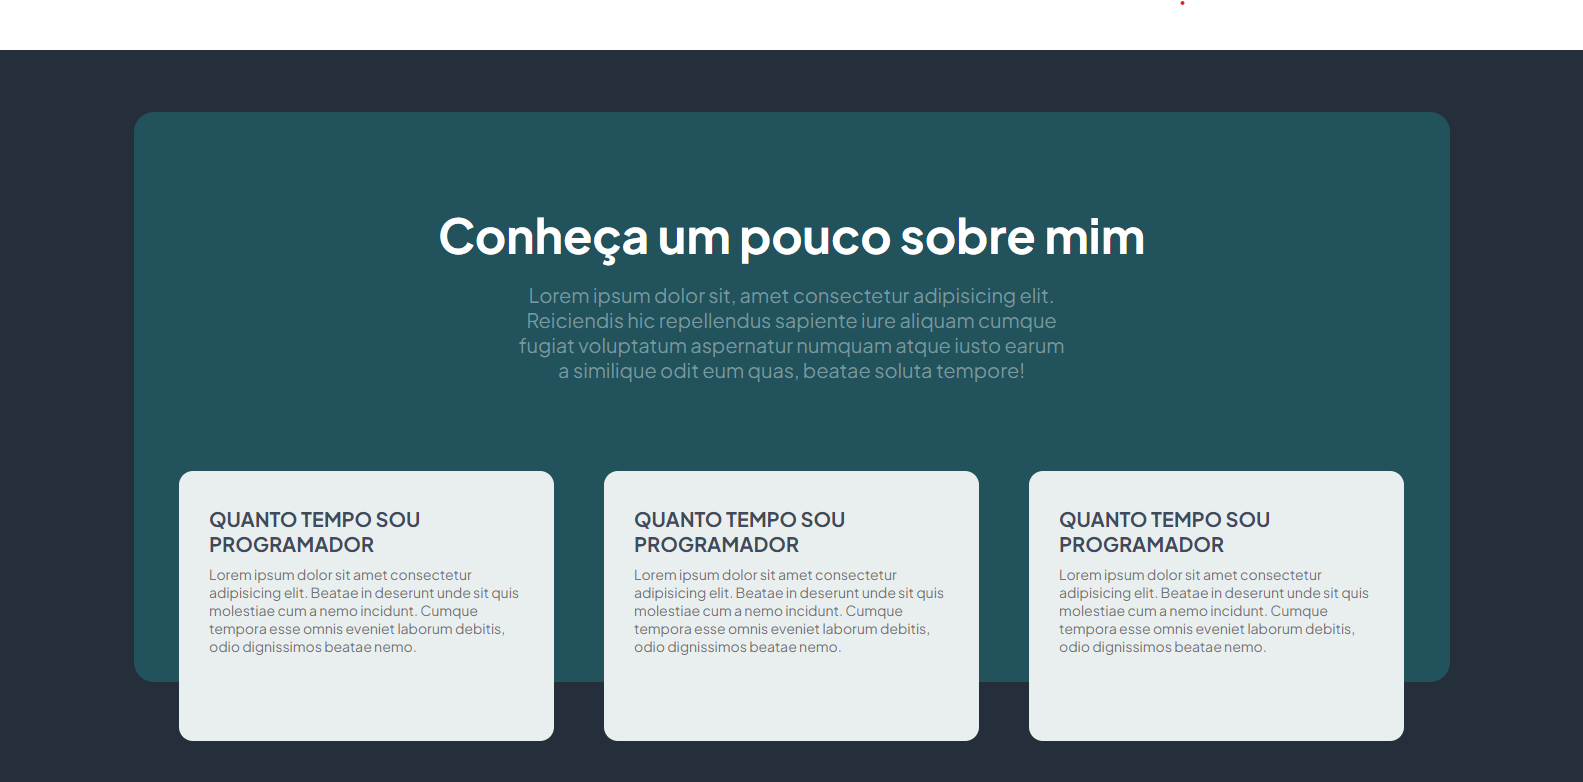 Conheça um pouco sobre mim
Lorem ipsum dolor sit, amet consectetur adipisicing elit.
Reiciendis hic repellendus sapiente iure aliquam cumque
fugiat voluptatum aspernatur numquam atque iusto earum
a similique odit eum quas, beatae soluta tempore!
QUANTO TEMPO SOU
PROGRAMADOR
Lorem ipsum dolor sit amet consectetur
adipisicing elit. Beatae in deserunt unde sit quis
molestiae cum a nemo incidunt. Cumque
tempora esse omnis eveniet laborum debitis,
odio dignissimos beatae nemo.
QUANTO TEMPO SOU
PROGRAMADOR
Lorem ipsum dolor sit amet consectetur
adipisicing elit. Beatae in deserunt unde sit quis
molestiae cum a nemo incidunt. Cumque
tempora esse omnis eveniet laborum debitis,
odio dignissimos beatae nemo.
QUANTO TEMPO SOU
PROGRAMADOR
Lorem ipsum dolor sit amet consectetur
adipisicing elit. Beatae in deserunt unde sit quis
molestiae cum a nemo incidunt. Cumque
tempora esse omnis eveniet laborum debitis,
odio dignissimos beatae nemo.